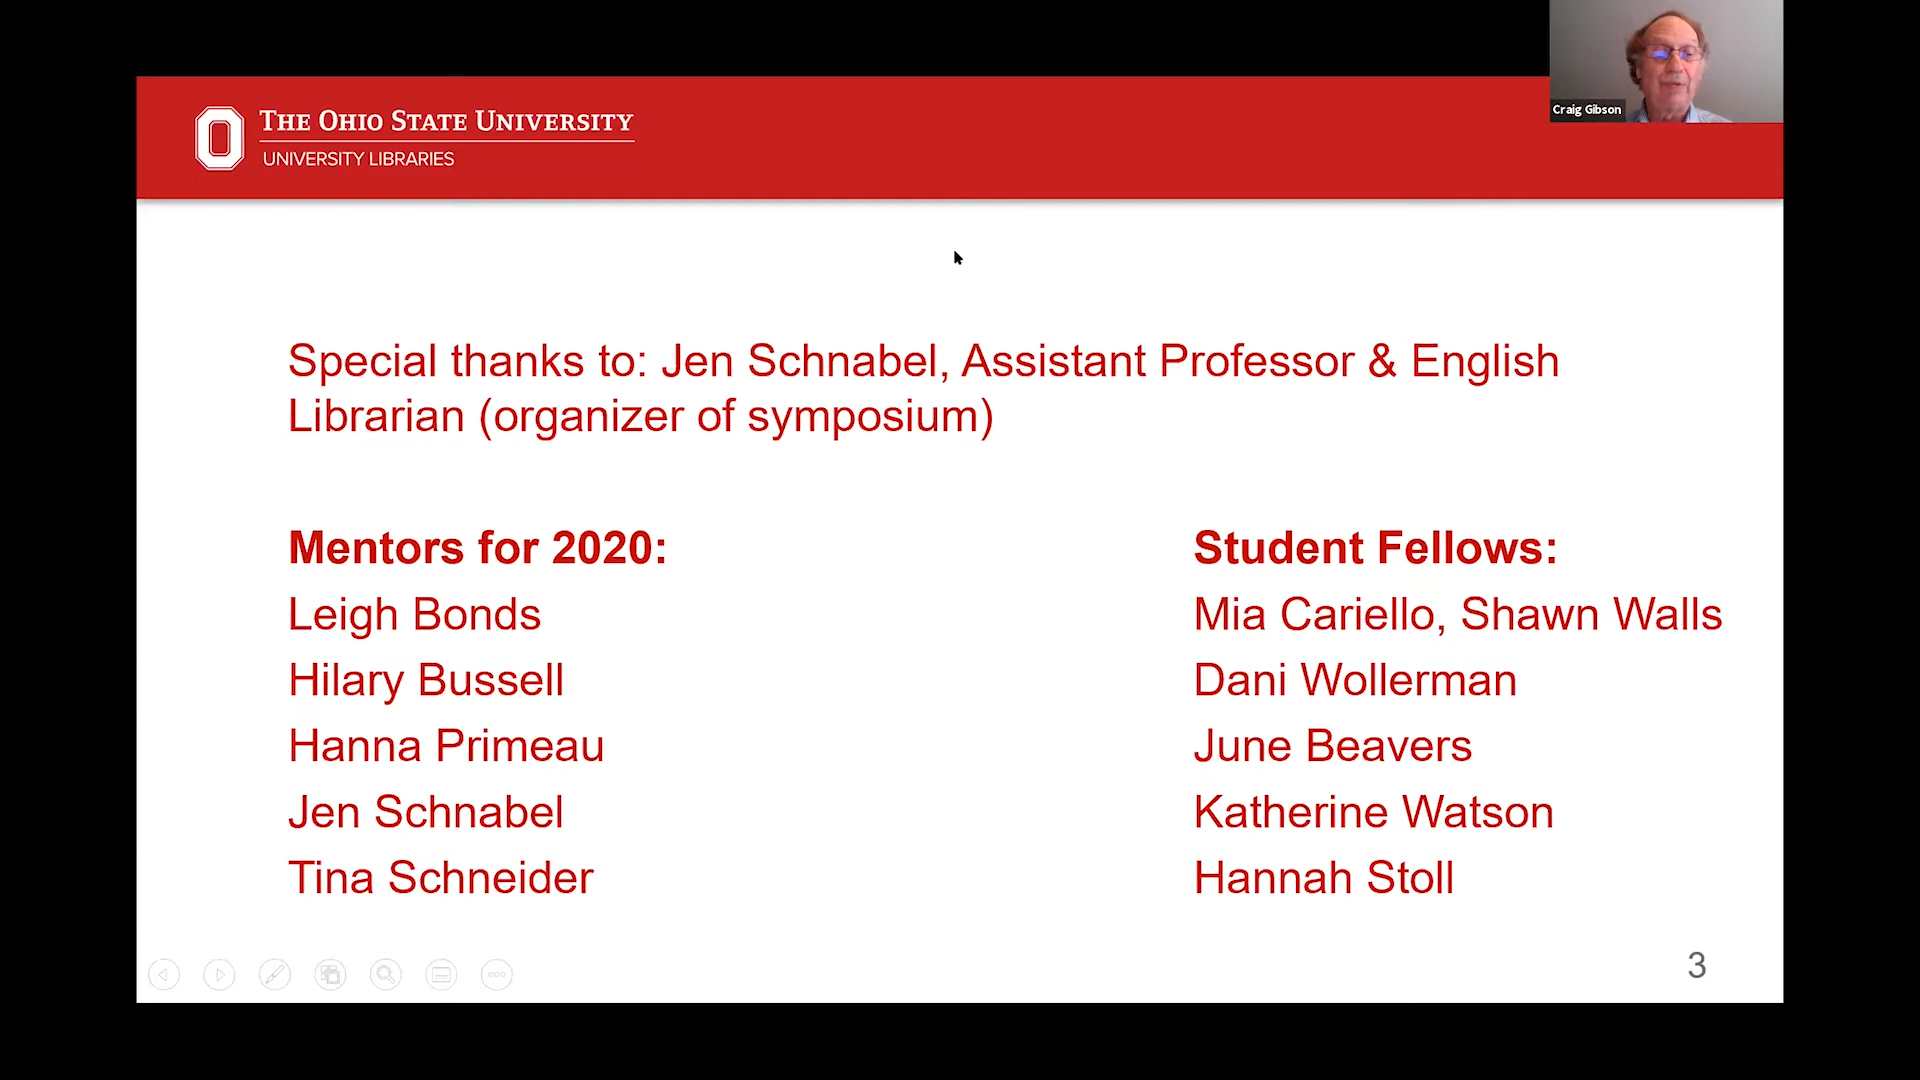 Craig Gibson
THE OHIO STATE UNIVERSITY
UNIVERSITY LIBRARIES
Special thanks to: Jen Schnabel, Assistant Professor & English
Librarian (organizer of symposium)
Mentors for 2020:
Leigh Bonds
Hilary Bussell
Hanna Primeau
Jen Schnabel
Tina Schneider
Student Fellows:
Mia Cariello, Shawn Walls
Dani Wollerman
June Beavers
Katherine Watson
Hannah Stoll
3